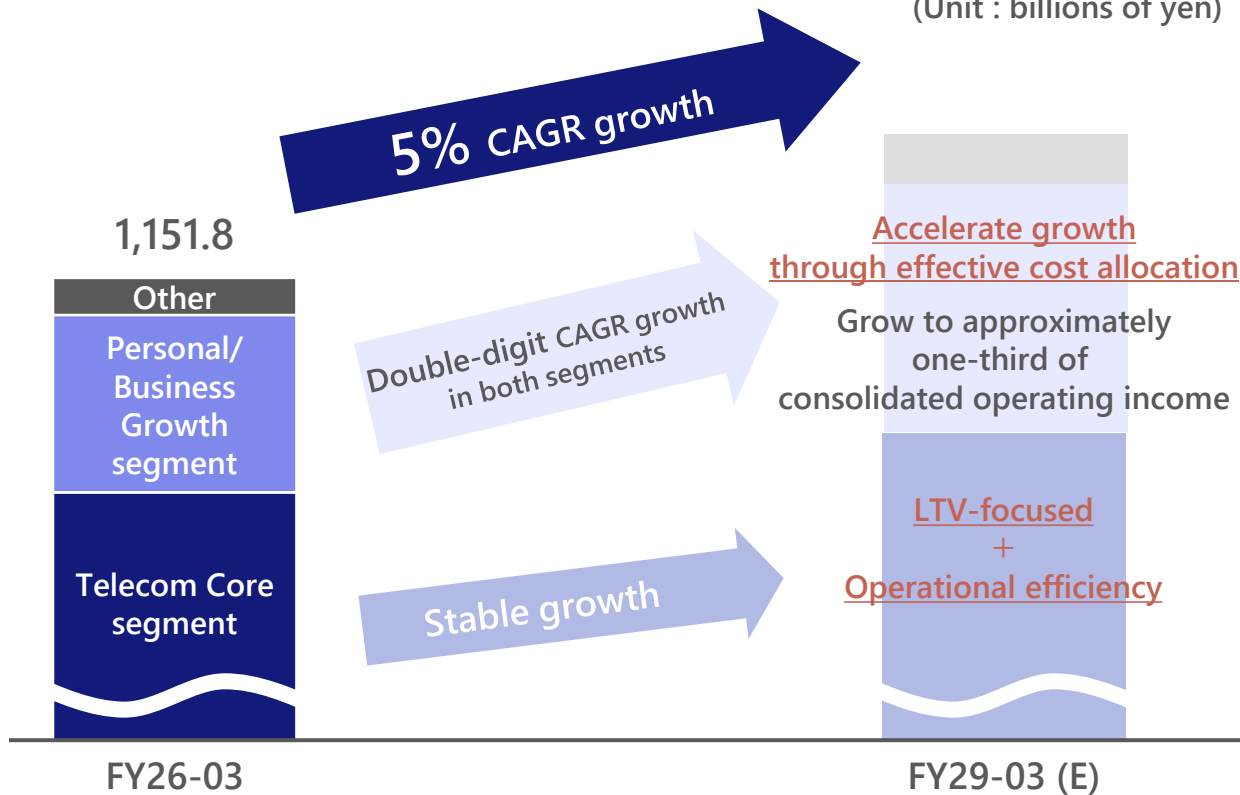 (Unit : billions of yen)
5% CAGR growth
1,151.8
Other
Personal/
Business
Growth
segment
Telecom Core
segment
Double-digit CAGR growth
in both segments
Stable growth
Accelerate growth
through effective cost allocation
Grow to approximately
one-third of
consolidated operating income
LTV-focused
+
Operational efficiency
FY26-03
FY29-03 (E)